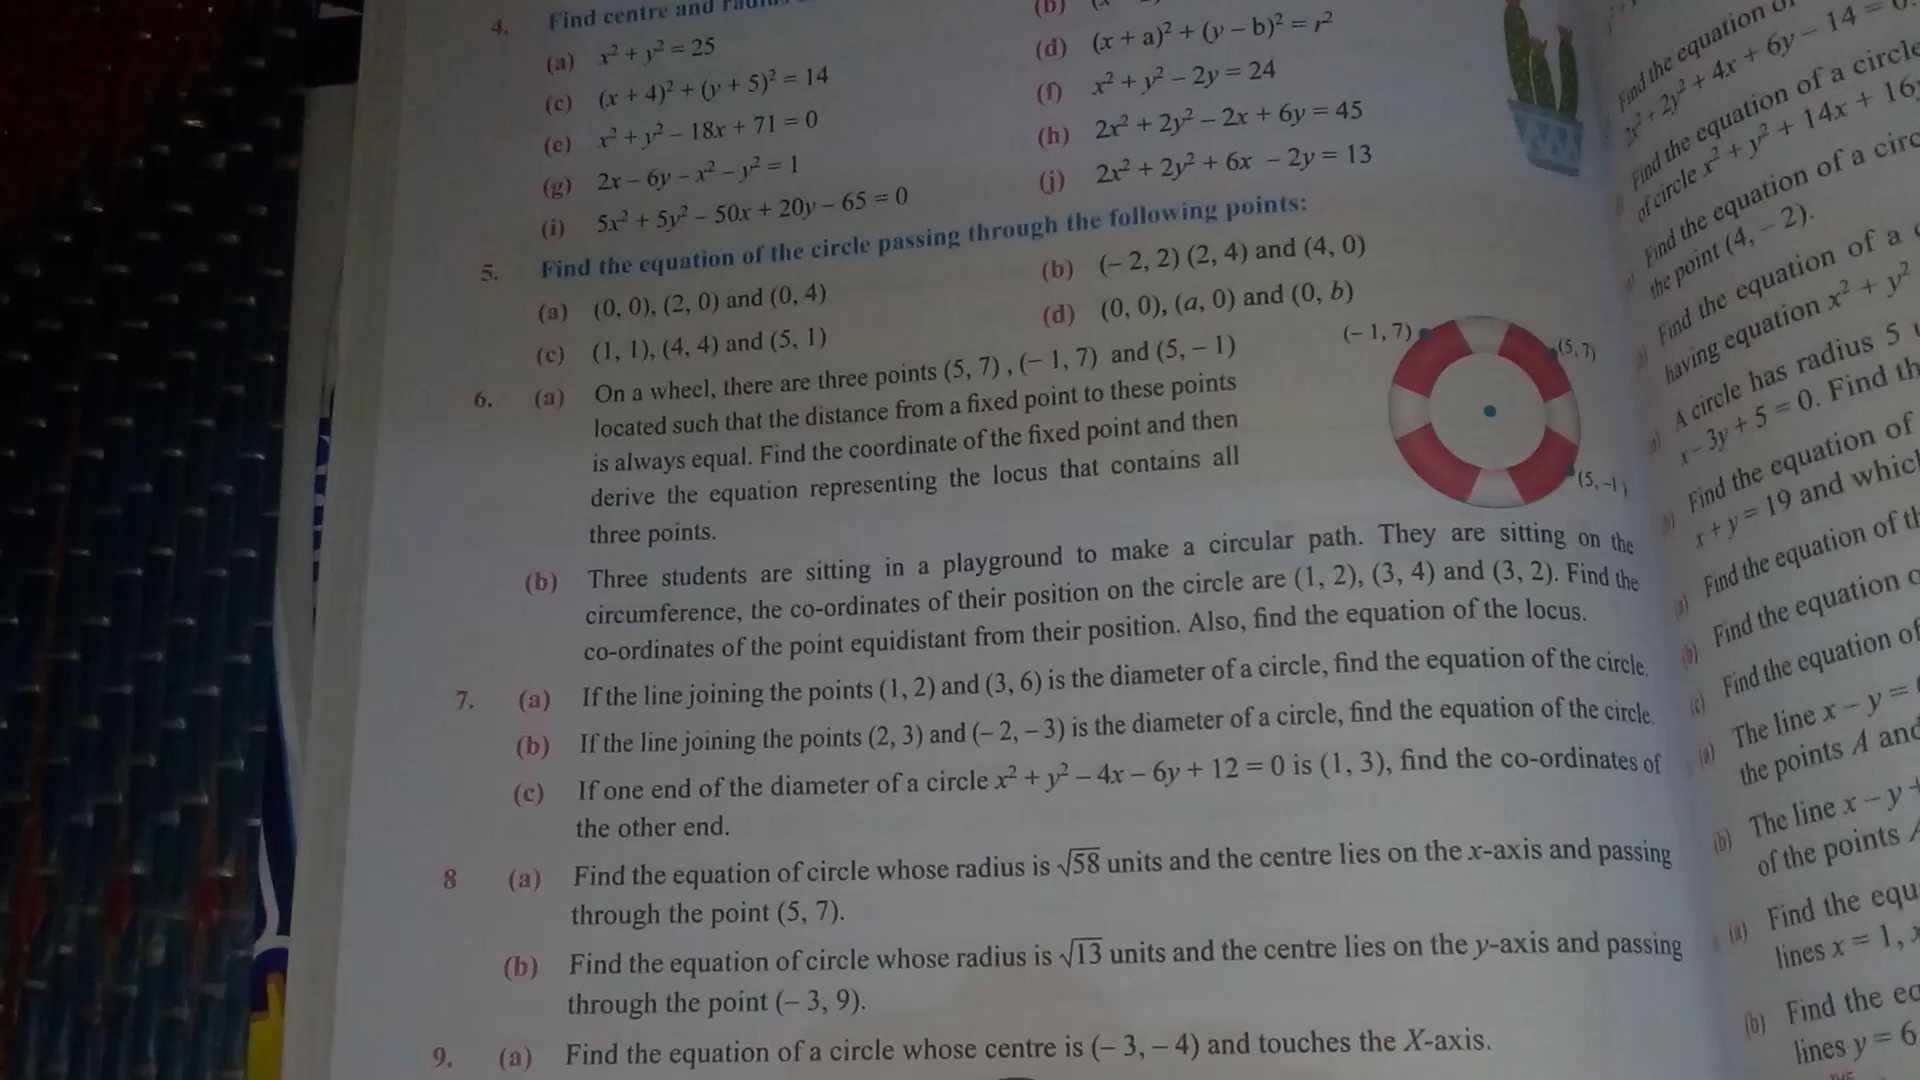 4. Find centre and
(a) x² + y² = 25
(b)
(c) (x + 4)² + (y + 5)² = 14
(d) (x + a)² + (y – b)² = r²
(e) x² + y² – 18x + 71 = 0
(f) x² + y² – 2y = 24
(g) 2x – 6y – x² – y² = 1
(h) 2x² + 2y² – 2x + 6y = 45
(i) 5x² + 5y² – 50x + 20y – 65 = 0
(j) 2x² + 2y² + 6x – 2y = 13
5. Find the equation of the circle passing through the following points:
(a) (0, 0), (2, 0) and (0, 4)
(b) (– 2, 2) (2, 4) and (4, 0)
(c) (1, 1), (4, 4) and (5, 1)
(d) (0, 0), (a, 0) and (0, b)
6. (a) On a wheel, there are three points (5, 7) , (– 1, 7) and (5, – 1)
located such that the distance from a fixed point to these points
is always equal. Find the coordinate of the fixed point and then
derive the equation representing the locus that contains all
three points.
(– 1, 7)
(5, 7)
(5, –1)
(b) Three students are sitting in a playground to make a circular path. They are sitting on the
circumference, the co-ordinates of their position on the circle are (1, 2), (3, 4) and (3, 2). Find the
co-ordinates of the point equidistant from their position. Also, find the equation of the locus.
7. (a) If the line joining the points (1, 2) and (3, 6) is the diameter of a circle, find the equation of the circle.
(b) If the line joining the points (2, 3) and (– 2, – 3) is the diameter of a circle, find the equation of the circle.
(c) If one end of the diameter of a circle x² + y² – 4x – 6y + 12 = 0 is (1, 3), find the co-ordinates of
the other end.
8 (a) Find the equation of circle whose radius is √58 units and the centre lies on the x-axis and passing
through the point (5, 7).
(b) Find the equation of circle whose radius is √13 units and the centre lies on the y-axis and passing
through the point (– 3, 9).
9. (a) Find the equation of a circle whose centre is (– 3, – 4) and touches the X-axis.
Find the equation of
2x² + 2y² + 4x + 6y – 14 = 0.
Find the equation of a circle
of circle x² + y² + 14x + 16y
Find the equation of a circ
the point (4, – 2).
Find the equation of a
having equation x² + y²
A circle has radius 5
x – 3y + 5 = 0. Find th
(b) Find the equation of
x + y = 19 and which
(a) Find the equation of th
(b) Find the equation
(c) Find the equation of
(a) The line x – y =
the points A and
(b) The line x – y +
of the points
(a) Find the equ
lines x = 1,
(b) Find the eq
lines y = 6